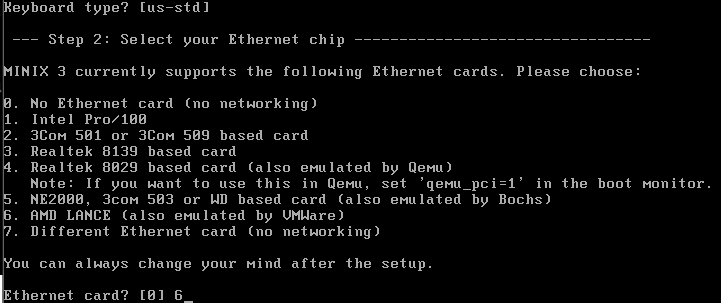 Keyboard type? [us-std]
--- Step 2: Select your Ethernet chip ---------------------------------
MINIX 3 currently supports the following Ethernet cards. Please choose:
0. No Ethernet card (no networking)
1. Intel Pro/100
2. 3Com 501 or 3Com 509 based card
3. Realtek 8139 based card
4. Realtek 8029 based card (also emulated by Qemu)
Note: If you want to use this in Qemu, set 'qemu_pci=1' in the boot monitor.
5. NE2000, 3com 503 or WD based card (also emulated by Bochs)
6. AMD LANCE (also emulated by VMWare)
7. Different Ethernet card (no networking)
You can always change your mind after the setup.
Ethernet card? [0] 6_